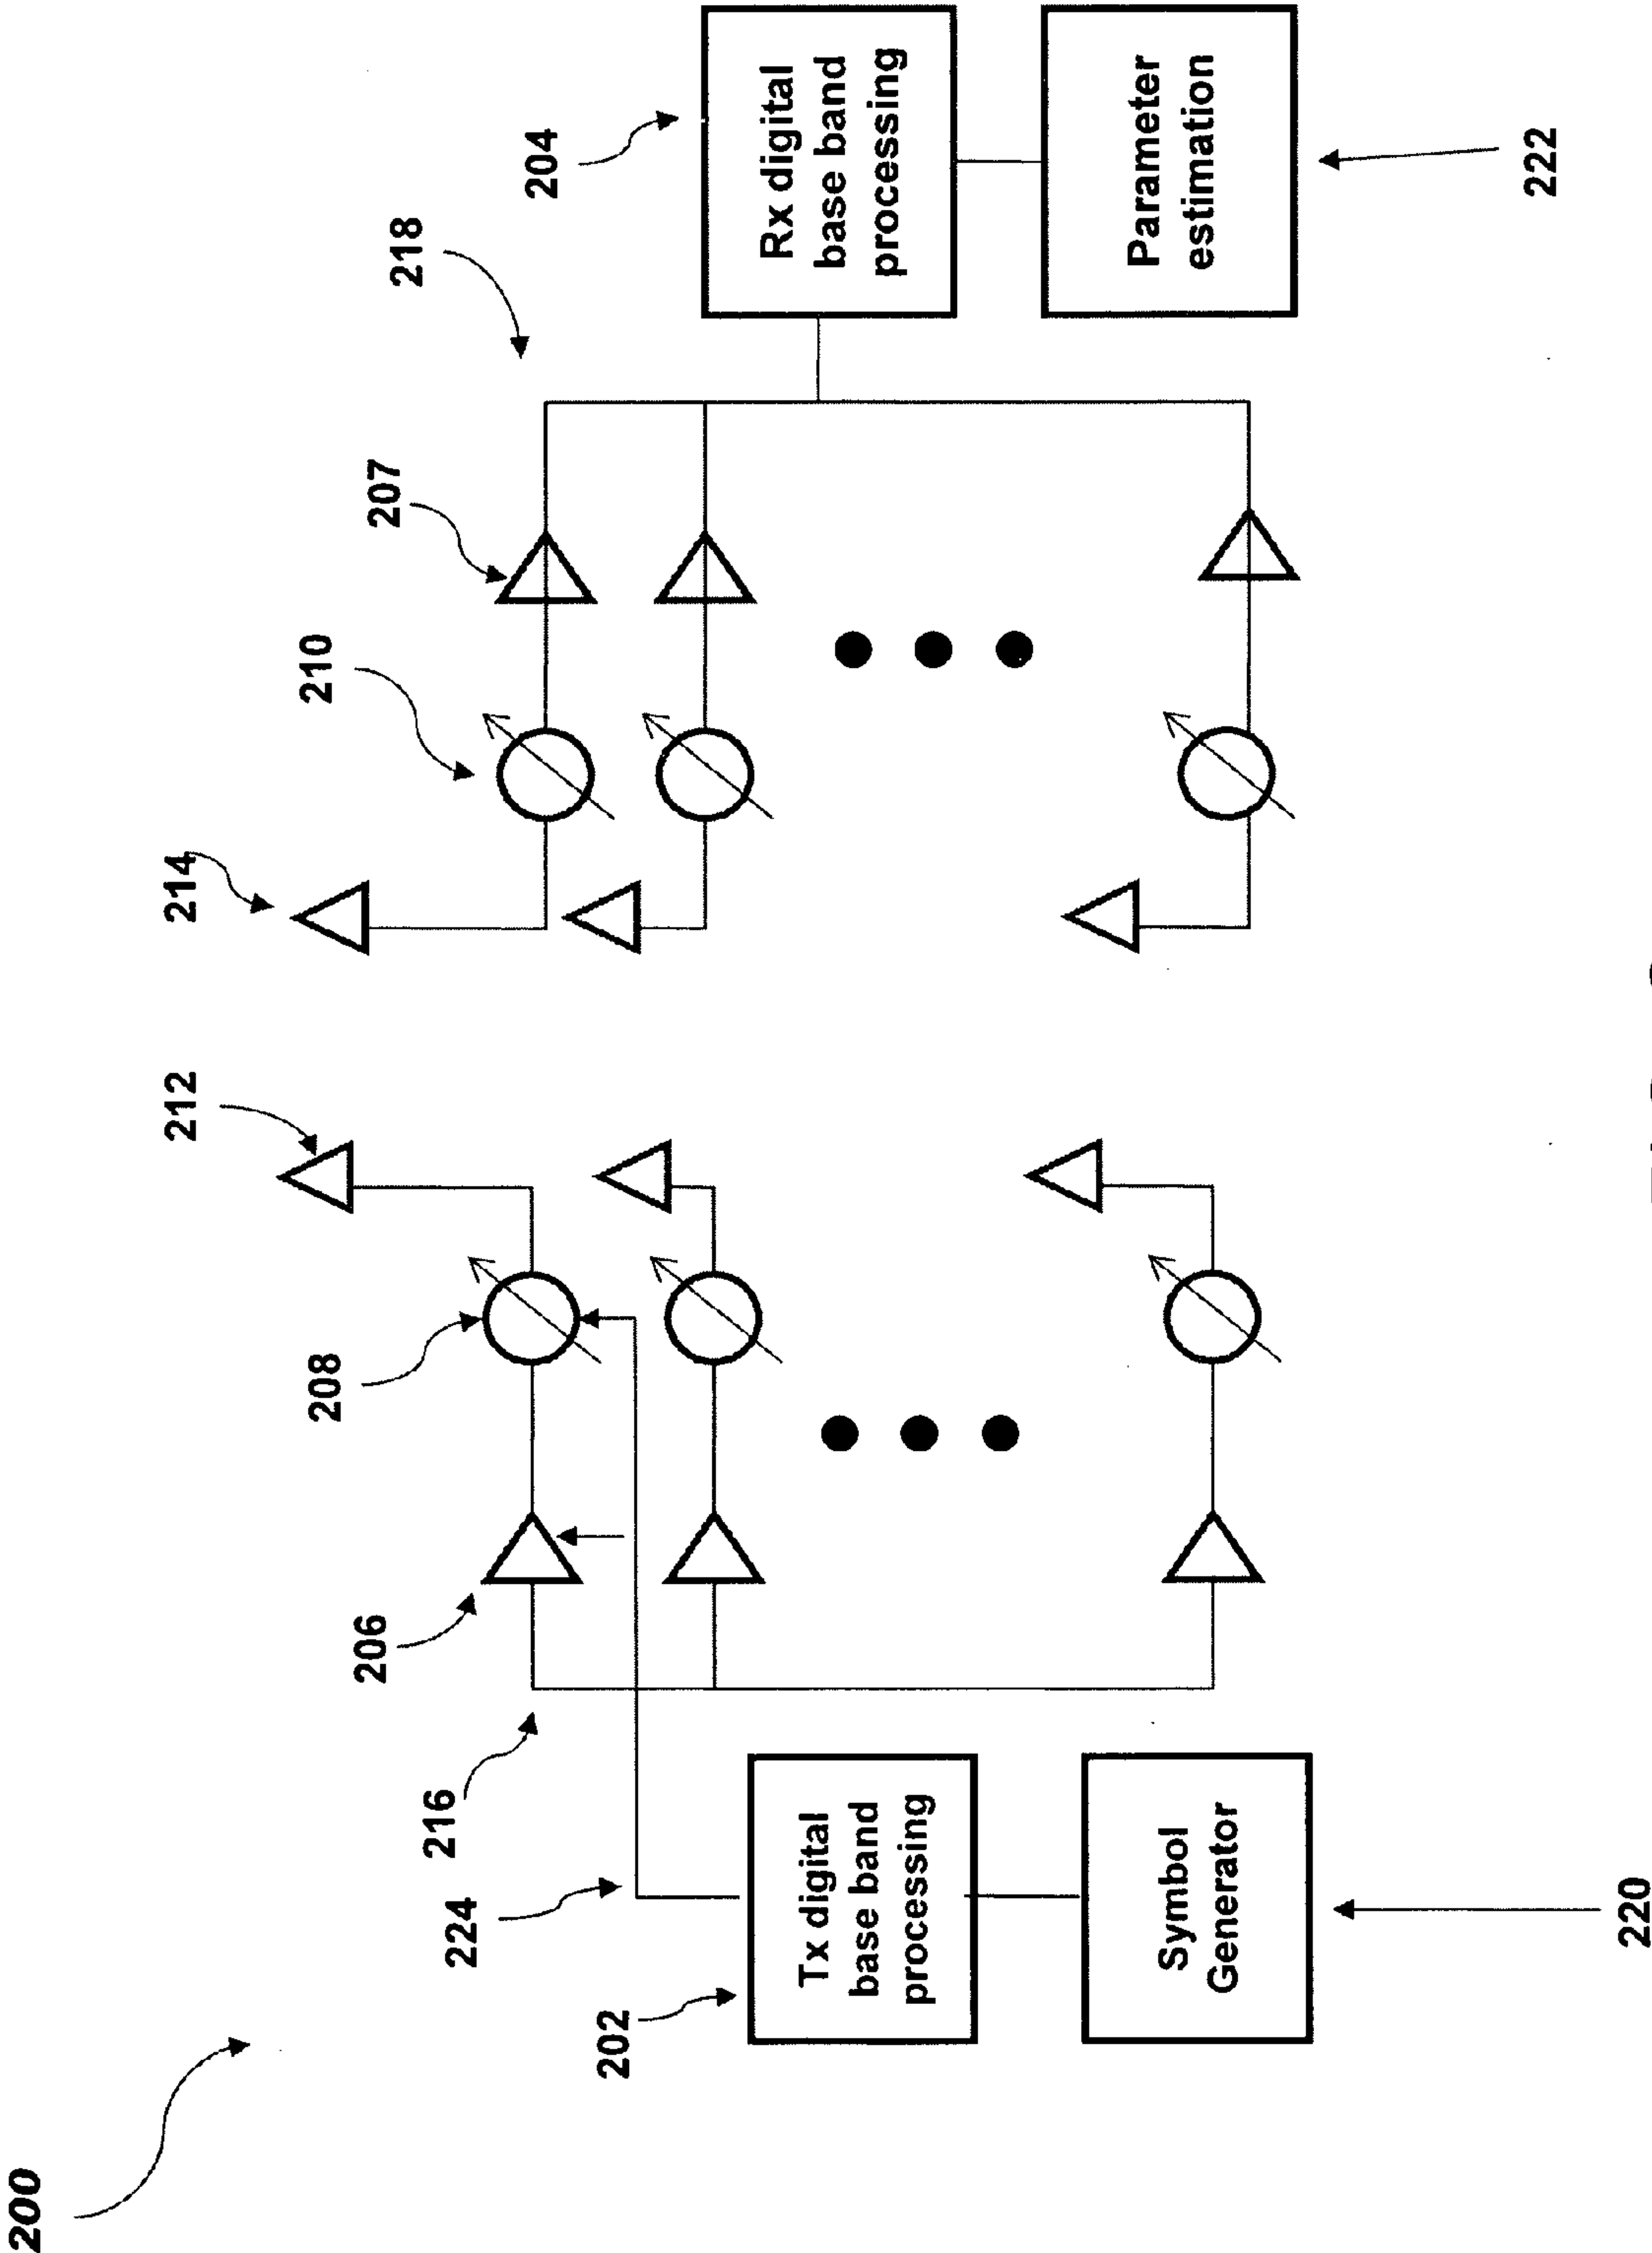 200
212
214
208
210
206
207
218
216
224
204
202
Tx digital
base band
processing
Rx digital
base band
processing
Symbol
Generator
Parameter
estimation
222
220